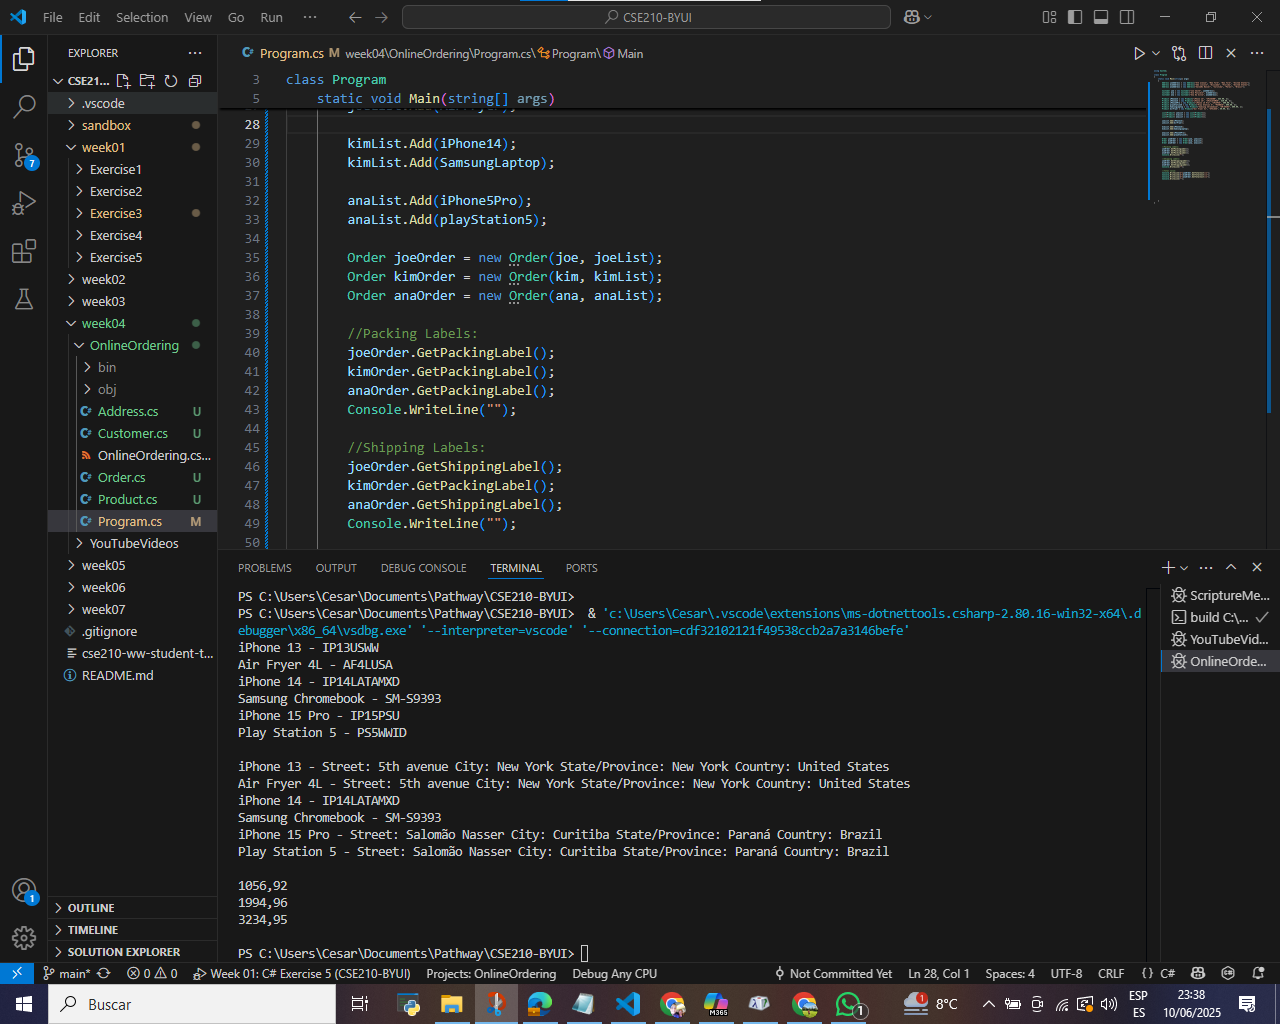 File Edit Selection View Go Run ··· CSE210-BYUI
EXPLORER ···
CSE21...
.vscode
sandbox
week01
Exercise1
Exercise2
Exercise3
Exercise4
Exercise5
week02
week03
week04
OnlineOrdering
bin
obj
Address.cs U
Customer.cs U
OnlineOrdering.cs...
Order.cs U
Product.cs U
Program.cs M
YouTubeVideos
week05
week06
week07
.gitignore
cse210-ww-student-t...
README.md
OUTLINE
TIMELINE
SOLUTION EXPLORER
7
1
Program.cs M week04\OnlineOrdering\Program.cs\Program\Main
3 class Program
5 static void Main(string[] args)
28
29 kimList.Add(iPhone14);
30 kimList.Add(SamsungLaptop);
31
32 anaList.Add(iPhone5Pro);
33 anaList.Add(playStation5);
34
35 Order joeOrder = new Order(joe, joeList);
36 Order kimOrder = new Order(kim, kimList);
37 Order anaOrder = new Order(ana, anaList);
38
39 //Packing Labels:
40 joeOrder.GetPackingLabel();
41 kimOrder.GetPackingLabel();
42 anaOrder.GetPackingLabel();
43 Console.WriteLine("");
44
45 //Shipping Labels:
46 joeOrder.GetShippingLabel();
47 kimOrder.GetPackingLabel();
48 anaOrder.GetShippingLabel();
49 Console.WriteLine("");
50
PROBLEMS OUTPUT DEBUG CONSOLE TERMINAL PORTS
PS C:\Users\Cesar\Documents\Pathway\CSE210-BYUI>
PS C:\Users\Cesar\Documents\Pathway\CSE210-BYUI> & 'c:\Users\Cesar\.vscode\extensions\ms-dotnettools.csharp-2.80.16-win32-x64\.d
ebugger\x86_64\vsdbg.exe' '--interpreter=vscode' '--connection=cdf32102121f49538ccb2a7a3146befe'
iPhone 13 - IP13USWW
Air Fryer 4L - AF4LUSA
iPhone 14 - IP14LATAMXD
Samsung Chromebook - SM-S9393
iPhone 15 Pro - IP15PSU
Play Station 5 - PS5WWID
iPhone 13 - Street: 5th avenue City: New York State/Province: New York Country: United States
Air Fryer 4L - Street: 5th avenue City: New York State/Province: New York Country: United States
iPhone 14 - IP14LATAMXD
Samsung Chromebook - SM-S9393
iPhone 15 Pro - Street: Salomão Nasser City: Curitiba State/Province: Paraná Country: Brazil
Play Station 5 - Street: Salomão Nasser City: Curitiba State/Province: Paraná Country: Brazil
1056,92
1994,96
3234,95
PS C:\Users\Cesar\Documents\Pathway\CSE210-BYUI>
ScriptureMe...
build C:\...
YouTubeVid...
OnlineOrde...
main* 0 0 Week 01: C# Exercise 5 (CSE210-BYUI) Projects: OnlineOrdering Debug Any CPU Not Committed Yet Ln 28, Col 1 Spaces: 4 UTF-8 CRLF {} C#
Buscar 8°C ESP ES 23:38 10/06/2025